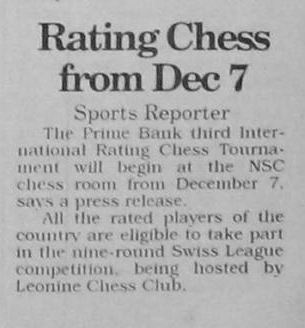 Rating Chess
from Dec 7
Sports Reporter
The Prime Bank third Inter-
national Rating Chess Tourna-
ment will begin at the NSC
chess room from December 7,
says a press release.
All the rated players of the
country are eligible to take part
in the nine-round Swiss League
competition, being hosted by
Leonine Chess Club.